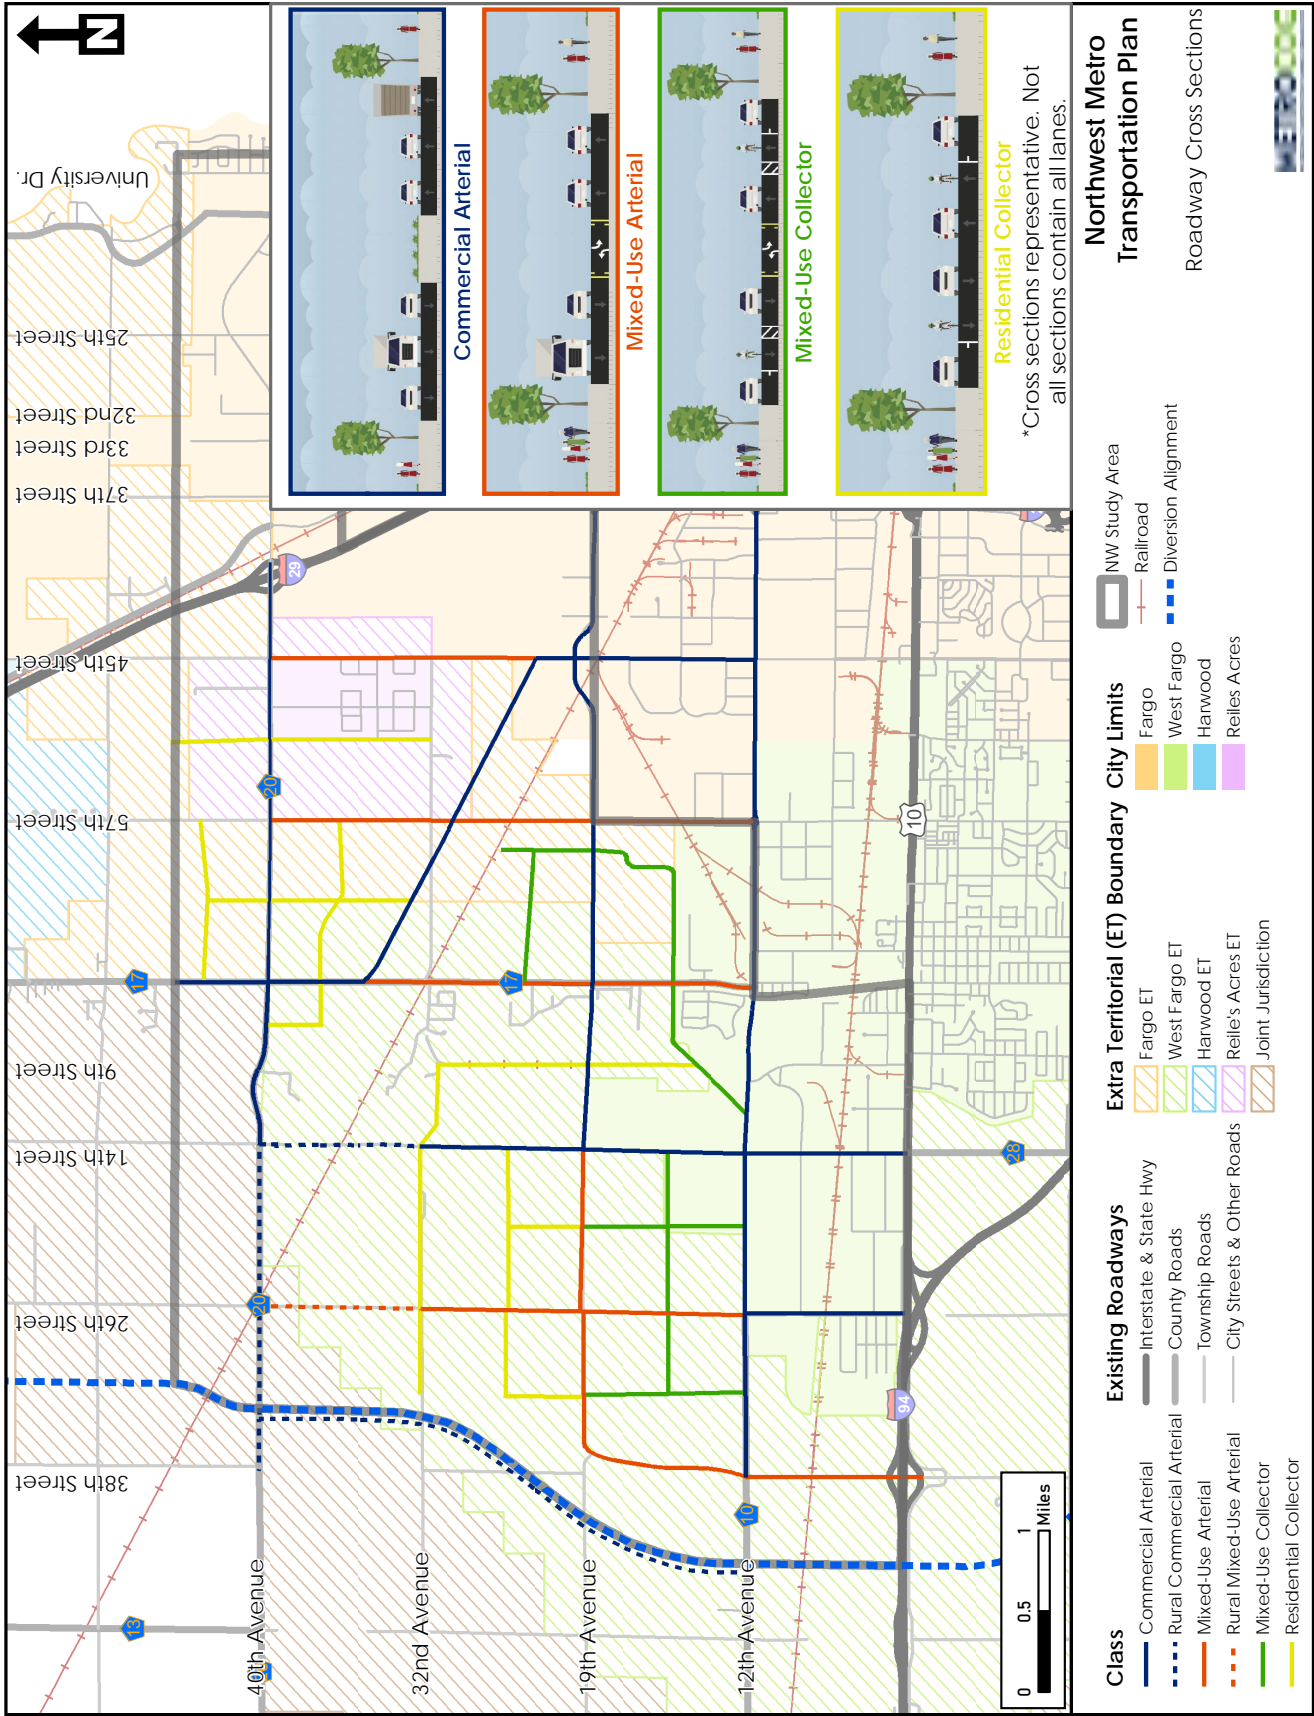 N
University Dr.
25th Street
32nd Street
33rd Street
37th Street
45th Street
57th Street
9th Street
14th Street
26th Street
38th Street
40th Avenue
32nd Avenue
19th Avenue
12th Avenue
29
20
17
17
20
13
10
10
28
94
0
0.5
1
Miles
Commercial Arterial
Mixed-Use Arterial
Mixed-Use Collector
Residential Collector
*Cross sections representative. Not
all sections contain all lanes.
Class
Commercial Arterial
Rural Commercial Arterial
Mixed-Use Arterial
Rural Mixed-Use Arterial
Mixed-Use Collector
Residential Collector
Existing Roadways
Interstate & State Hwy
County Roads
Township Roads
City Streets & Other Roads
Extra Territorial (ET) Boundary
Fargo ET
West Fargo ET
Harwood ET
Reile's Acres ET
Joint Jurisdiction
City Limits
Fargo
West Fargo
Harwood
Reiles Acres
NW Study Area
Railroad
Diversion Alignment
Northwest Metro
Transportation Plan
Roadway Cross Sections